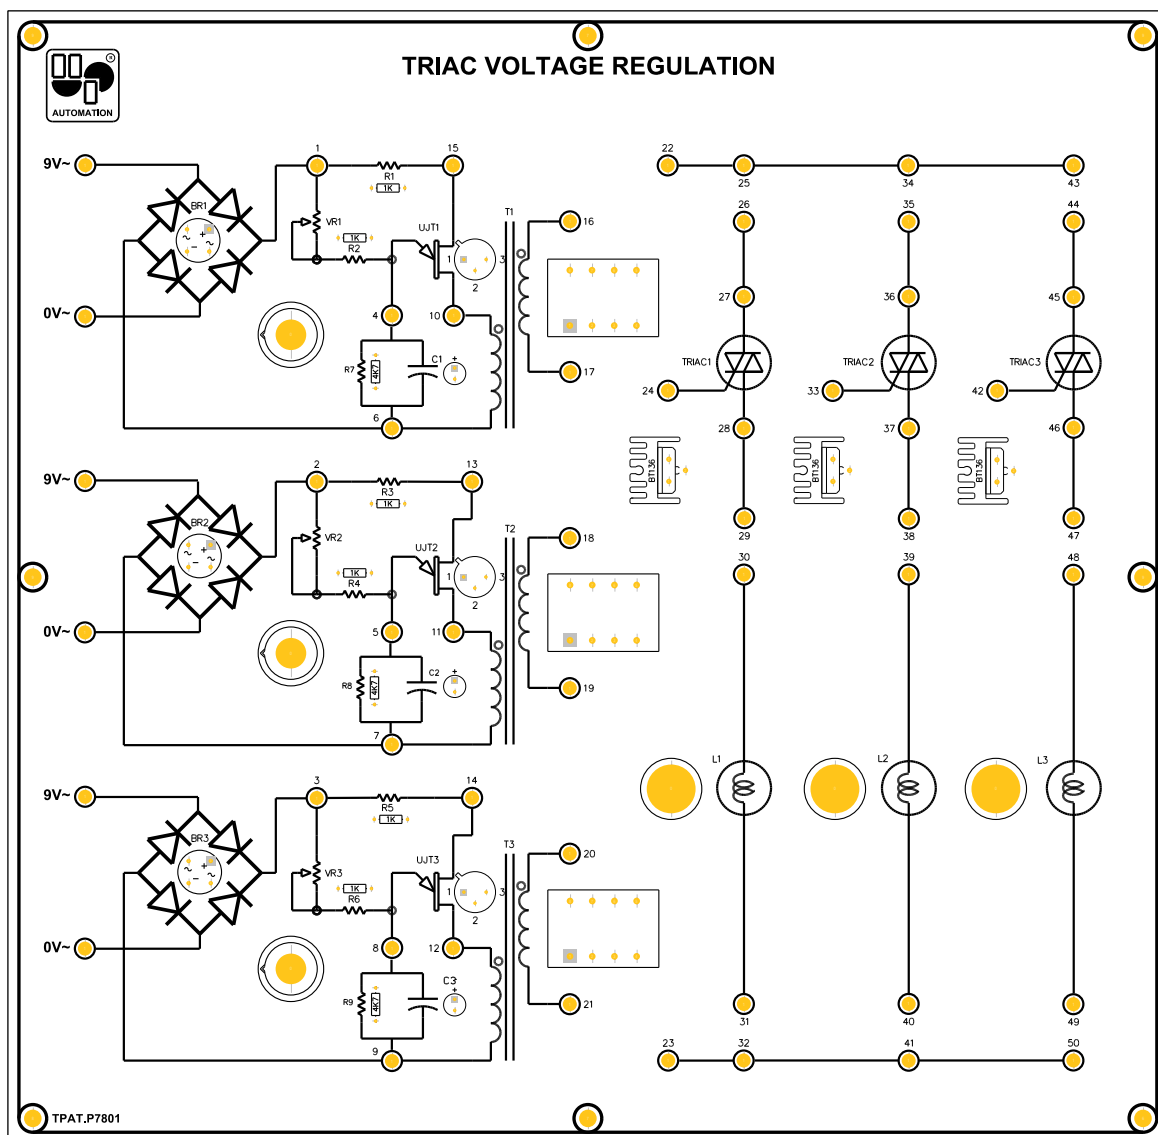 TRIAC VOLTAGE REGULATION
®
AUTOMATION
9V~
1
15
22
25
34
43
BR1
R1
1K
T1
16
26
35
44
VR1
1K
R2
UJT1
1
3
2
+
~
~
−
0V~
4
10
27
36
45
R7
4K7
C1
+
17
TRIAC1
TRIAC2
TRIAC3
24
33
42
6
28
37
46
BT136
BT136
BT136
9V~
2
13
BR2
R3
1K
T2
18
29
38
47
VR2
1K
R4
UJT2
1
3
2
+
~
~
−
30
39
48
0V~
5
11
R8
4K7
C2
+
19
7
L1
L2
L3
9V~
3
14
BR3
R5
1K
T3
20
VR3
1K
R6
UJT3
1
3
2
+
~
~
−
0V~
8
12
R9
4K7
C3
+
21
31
40
49
9
23
32
41
50
TPAT.P7801